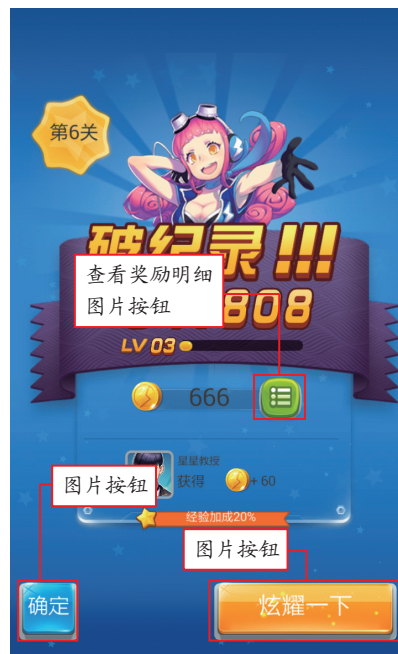 第6关
破纪录!!!
查看奖励明细
图片按钮
808
LV 03
666
星星教授
获得
+ 60
图片按钮
经验加成20%
图片按钮
确定
炫耀一下